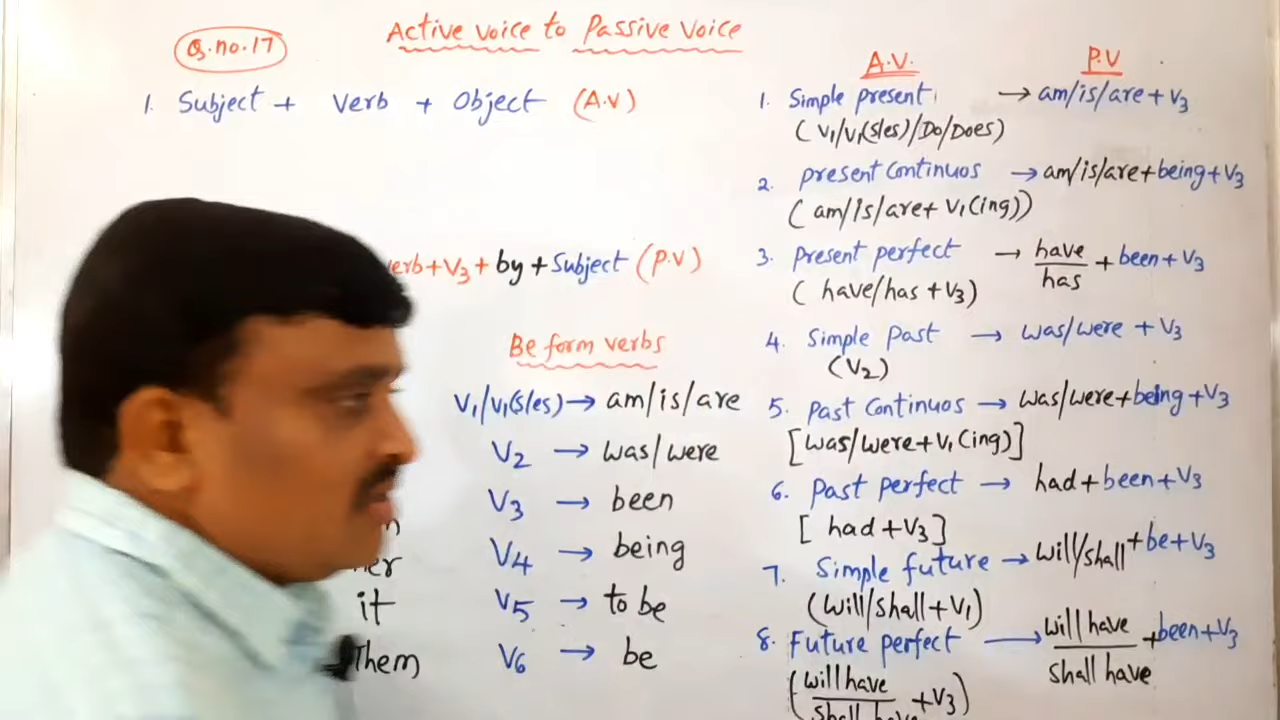 Q.no.17
Active voice to Passive Voice
1. Subject + verb + Object (A.V)
verb+V3+by+Subject (P.V)
it
Them
Be form verbs
V1/V1(s/es)→ am/is/are
V2 → was/were
V3 → been
V4 → being
V5 → to be
V6 → be
A.V. P.V
1. Simple present → am/is/are + V3
(V1/V1(s/es)/Do/Does)
2. present Continuos → am/is/are+being+V3
(am/is/are+ V1(ing))
3. Present perfect → have/has + been+V3
(have/has +V3)
4. Simple Past → was/were + V3
(V2)
5. Past Continuos → was/were+being+V3
[was/were+V1(ing)]
6. Past perfect → had+been+V3
[had +V3]
7. Simple future → will/shall+be+V3
(will/shall+V1)
8. Future perfect → will have/shall have+been+V3
(will have/shall have +V3)